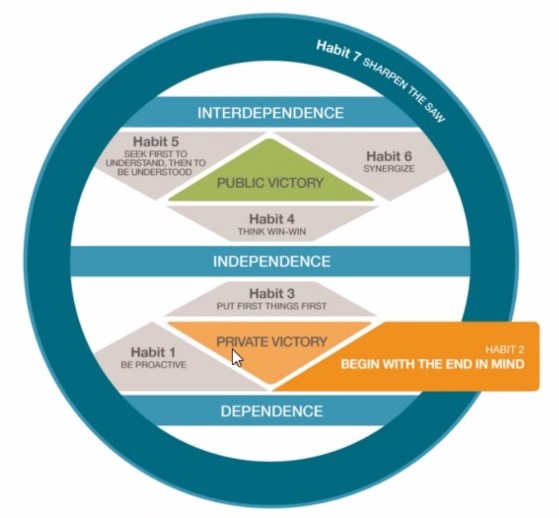 Habit 7 SHARPEN THE SAW
INTERDEPENDENCE
Habit 5
SEEK FIRST TO
UNDERSTAND, THEN TO
BE UNDERSTOOD
Habit 6
SYNERGIZE
PUBLIC VICTORY
Habit 4
THINK WIN-WIN
INDEPENDENCE
Habit 3
PUT FIRST THINGS FIRST
PRIVATE VICTORY
Habit 1
BE PROACTIVE
HABIT 2
BEGIN WITH THE END IN MIND
DEPENDENCE